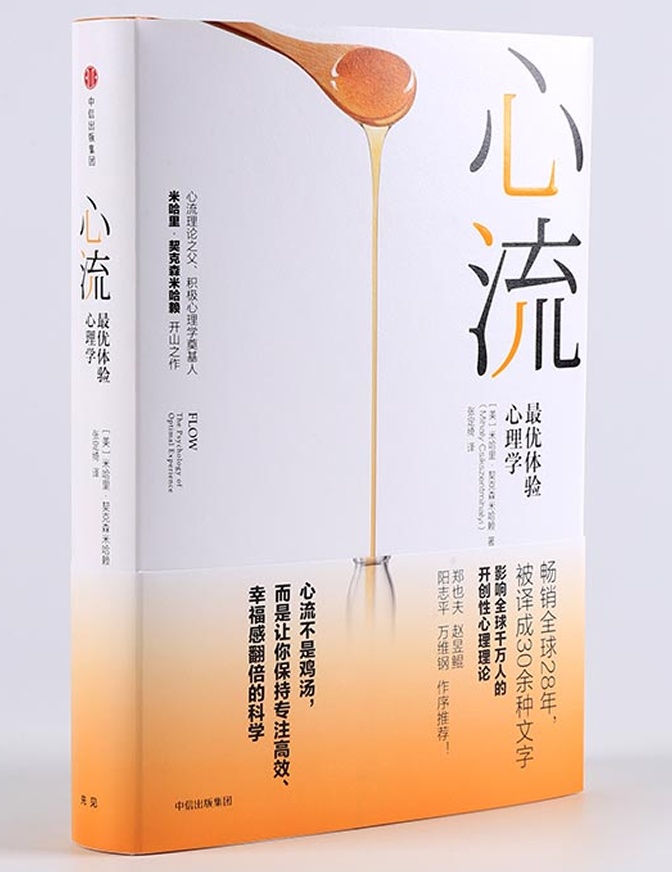 中信出版集团
心流
最优体验
心理学
[美]米哈里·契克森米哈赖
张定绮 译
先见
心流
最优体验
心理学
[美]米哈里·契克森米哈赖 著
(Mihaly Csikszentmihalyi)
张定绮 译
心流理论之父、积极心理学奠基人
米哈里·契克森米哈赖 开山之作
FLOW
The Psychology of
Optimal Experience
畅销全球28年，
被译成30余种文字
影响全球千万人的
开创性心理理论
郑也夫 赵昱鲲
阳志平 万维钢 作序推荐！
心流不是鸡汤，
而是让你保持专注高效、
幸福感翻倍的科学
中信出版集团